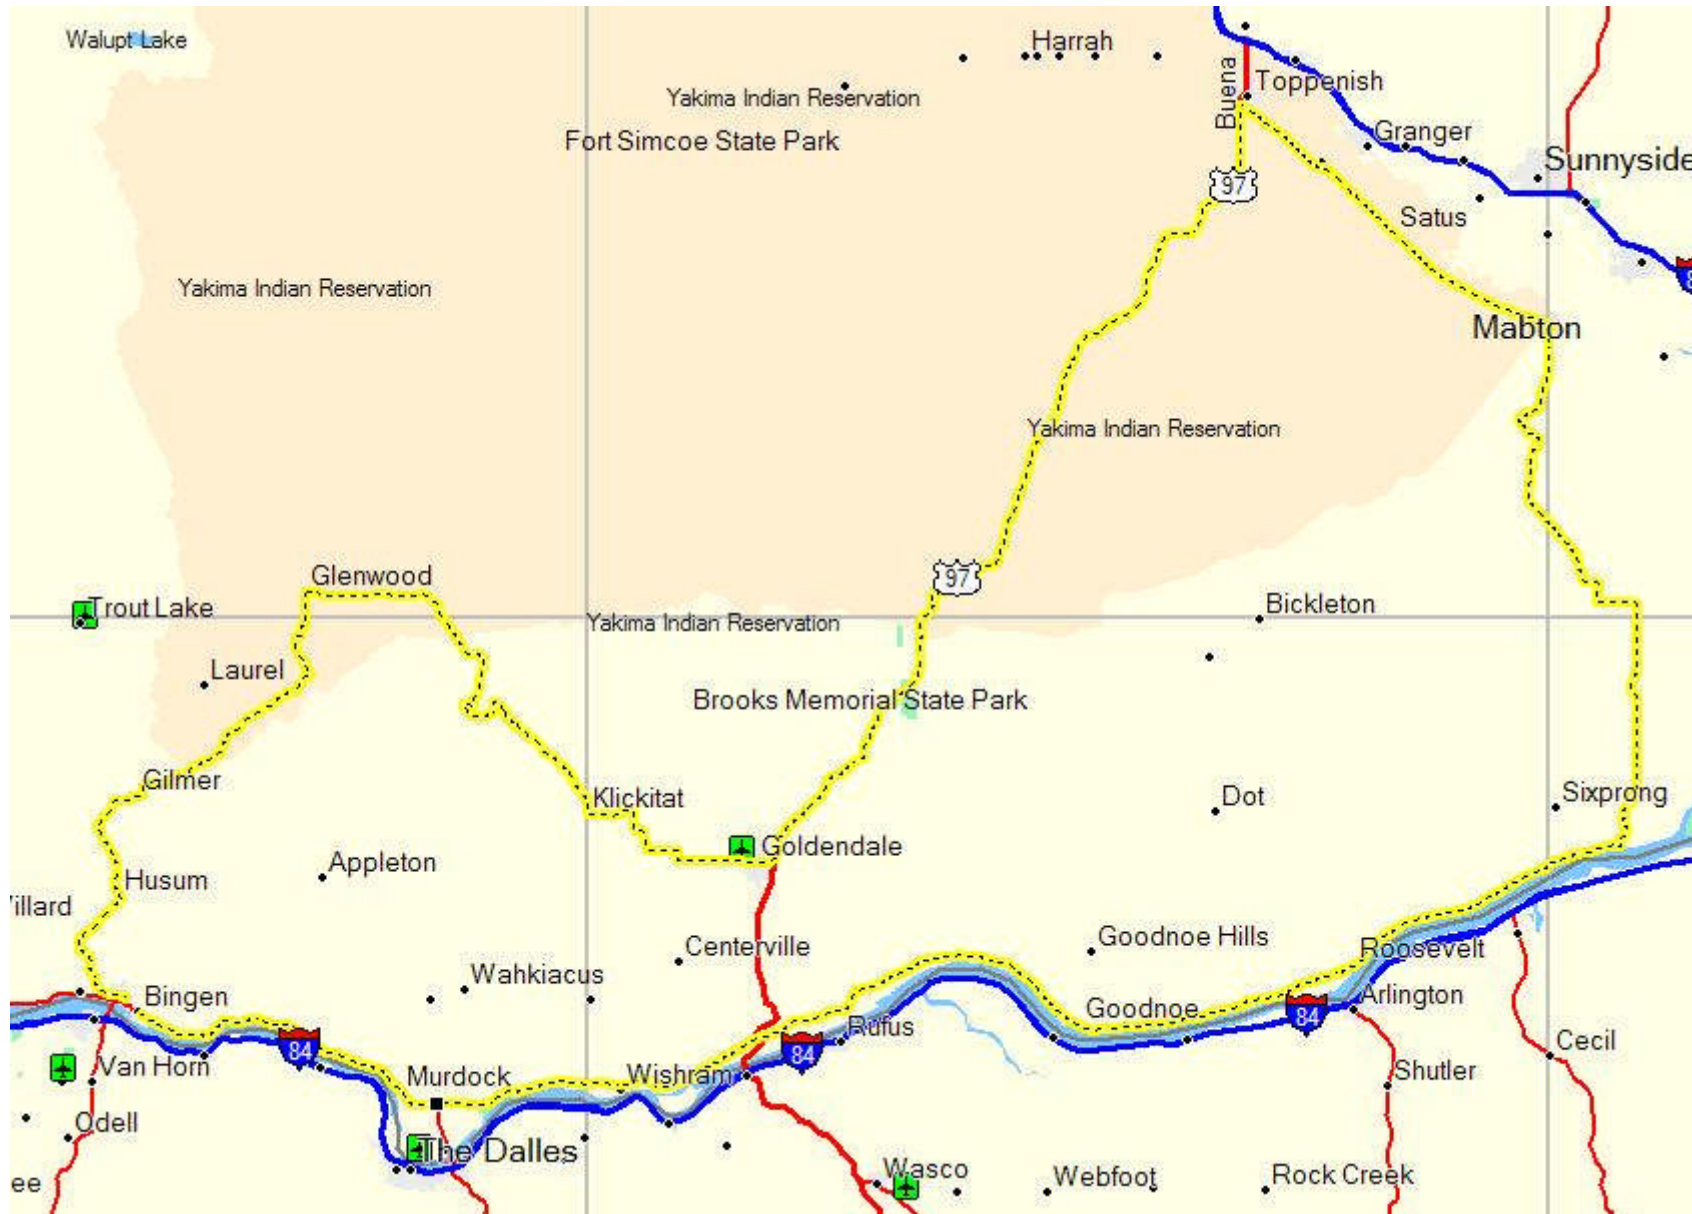 Walupt Lake
Harrah
Buena
Toppenish
Yakima Indian Reservation
Fort Simcoe State Park
Granger
Sunnyside
97
Satus
Yakima Indian Reservation
Mabton
Yakima Indian Reservation
Glenwood
97
Trout Lake
Bickleton
Yakima Indian Reservation
Laurel
Brooks Memorial State Park
Gilmer
Klickitat
Dot
Sixprong
Goldendale
Appleton
Husum
illard
Goodnoe Hills
Centerville
Roosevelt
Wahkiacus
Bingen
Arlington
Goodnoe
84
Rufus
84
84
Cecil
Van Horn
Murdock
Wishram
Shutler
Odell
The Dalles
Wasco
Webfoot
Rock Creek
ee